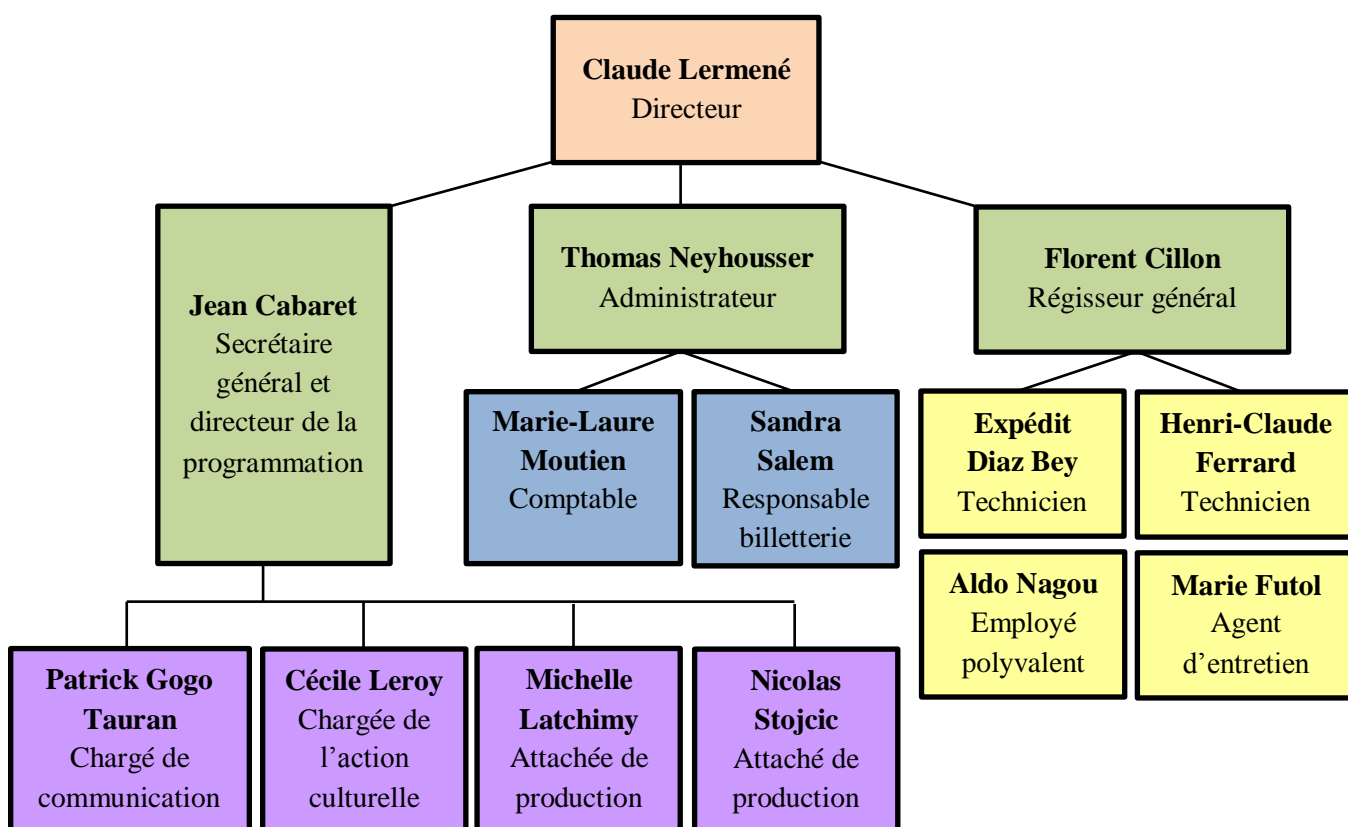 Claude Lermené
Directeur
Jean Cabaret
Secrétaire
général et
directeur de la
programmation
Thomas Neyhousser
Administrateur
Florent Cillon
Régisseur général
Marie-Laure
Moutien
Comptable
Sandra
Salem
Responsable
billetterie
Expédit
Diaz Bey
Technicien
Henri-Claude
Ferrard
Technicien
Aldo Nagou
Employé
polyvalent
Marie Futol
Agent
d’entretien
Patrick Gogo
Tauran
Chargé de
communication
Cécile Leroy
Chargée de
l’action
culturelle
Michelle
Latchimy
Attachée de
production
Nicolas
Stojcic
Attaché de
production